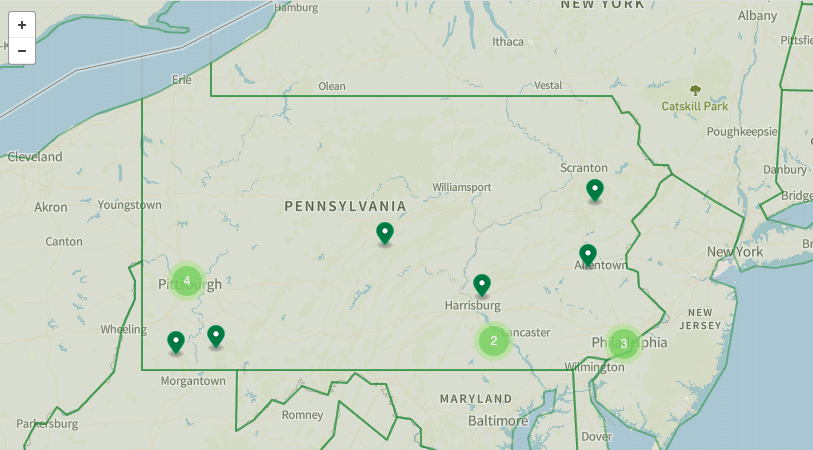 NEW YORK
Hamburg
Albany
+
Ithaca
Pittsfie
−
Erie
Olean
Vestal
Catskill Park
Poughkeepsie
Cleveland
Scranton
Danbury
Williamsport
Bridge
Akron
Youngstown
PENNSYLVANIA
Canton
New York
Br
Allentown
4
Pittsburgh
Harrisburg
NEW
JERSEY
Wheeling
Lancaster
2
3
Philadelphia
Wilmington
Morgantown
MARYLAND
Romney
Baltimore
Parkersburg
Dover